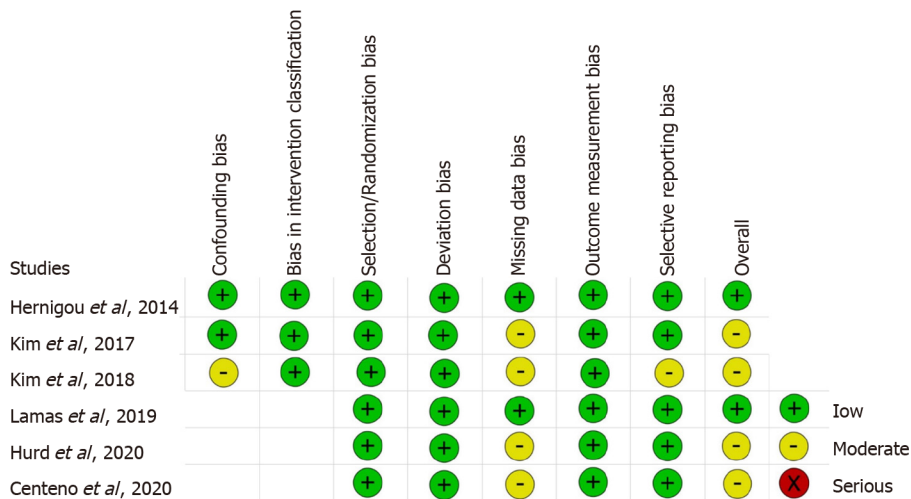 Confounding bias
Bias in intervention classification
Selection/Randomization bias
Deviation bias
Missing data bias
Outcome measurement bias
Selective reporting bias
Overall
Studies
Hernigou et al, 2014 + + + + + + + +
Kim et al, 2017 + + + + - + + -
Kim et al, 2018 - + + + - + - -
Lamas et al, 2019 + + + + + + + Iow
Hurd et al, 2020 + + - + + - - Moderate
Centeno et al, 2020 + + - + + - X Serious